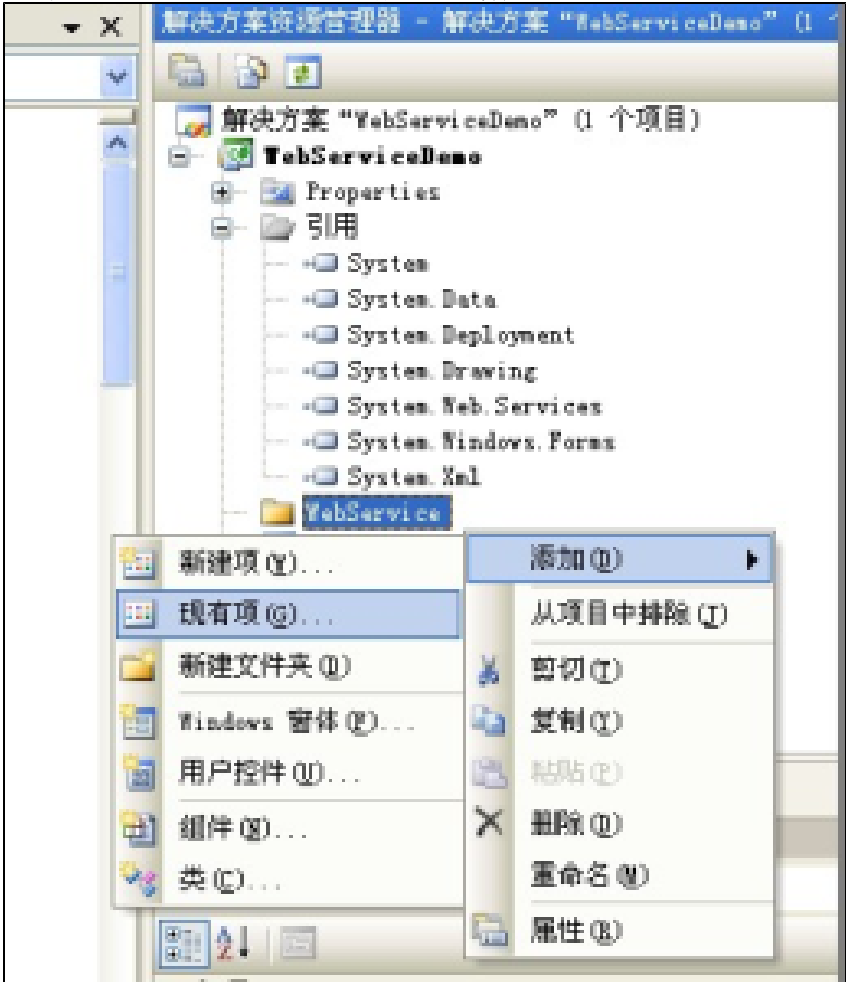 解决方案资源管理器 - 解决方案 “WebServiceDemo” (1 个
解决方案 “WebServiceDemo” (1 个项目)
WebServiceDemo
Properties
引用
System
System.Data
System.Deployment
System.Drawing
System.Web.Services
System.Windows.Forms
System.Xml
WebService
新建项(W)...
现有项(G)...
新建文件夹(D)
Windows 窗体(F)...
用户控件(U)...
组件(N)...
类(C)...
添加(D)
从项目中排除(J)
剪切(T)
复制(Y)
粘贴(P)
删除(D)
重命名(M)
属性(R)